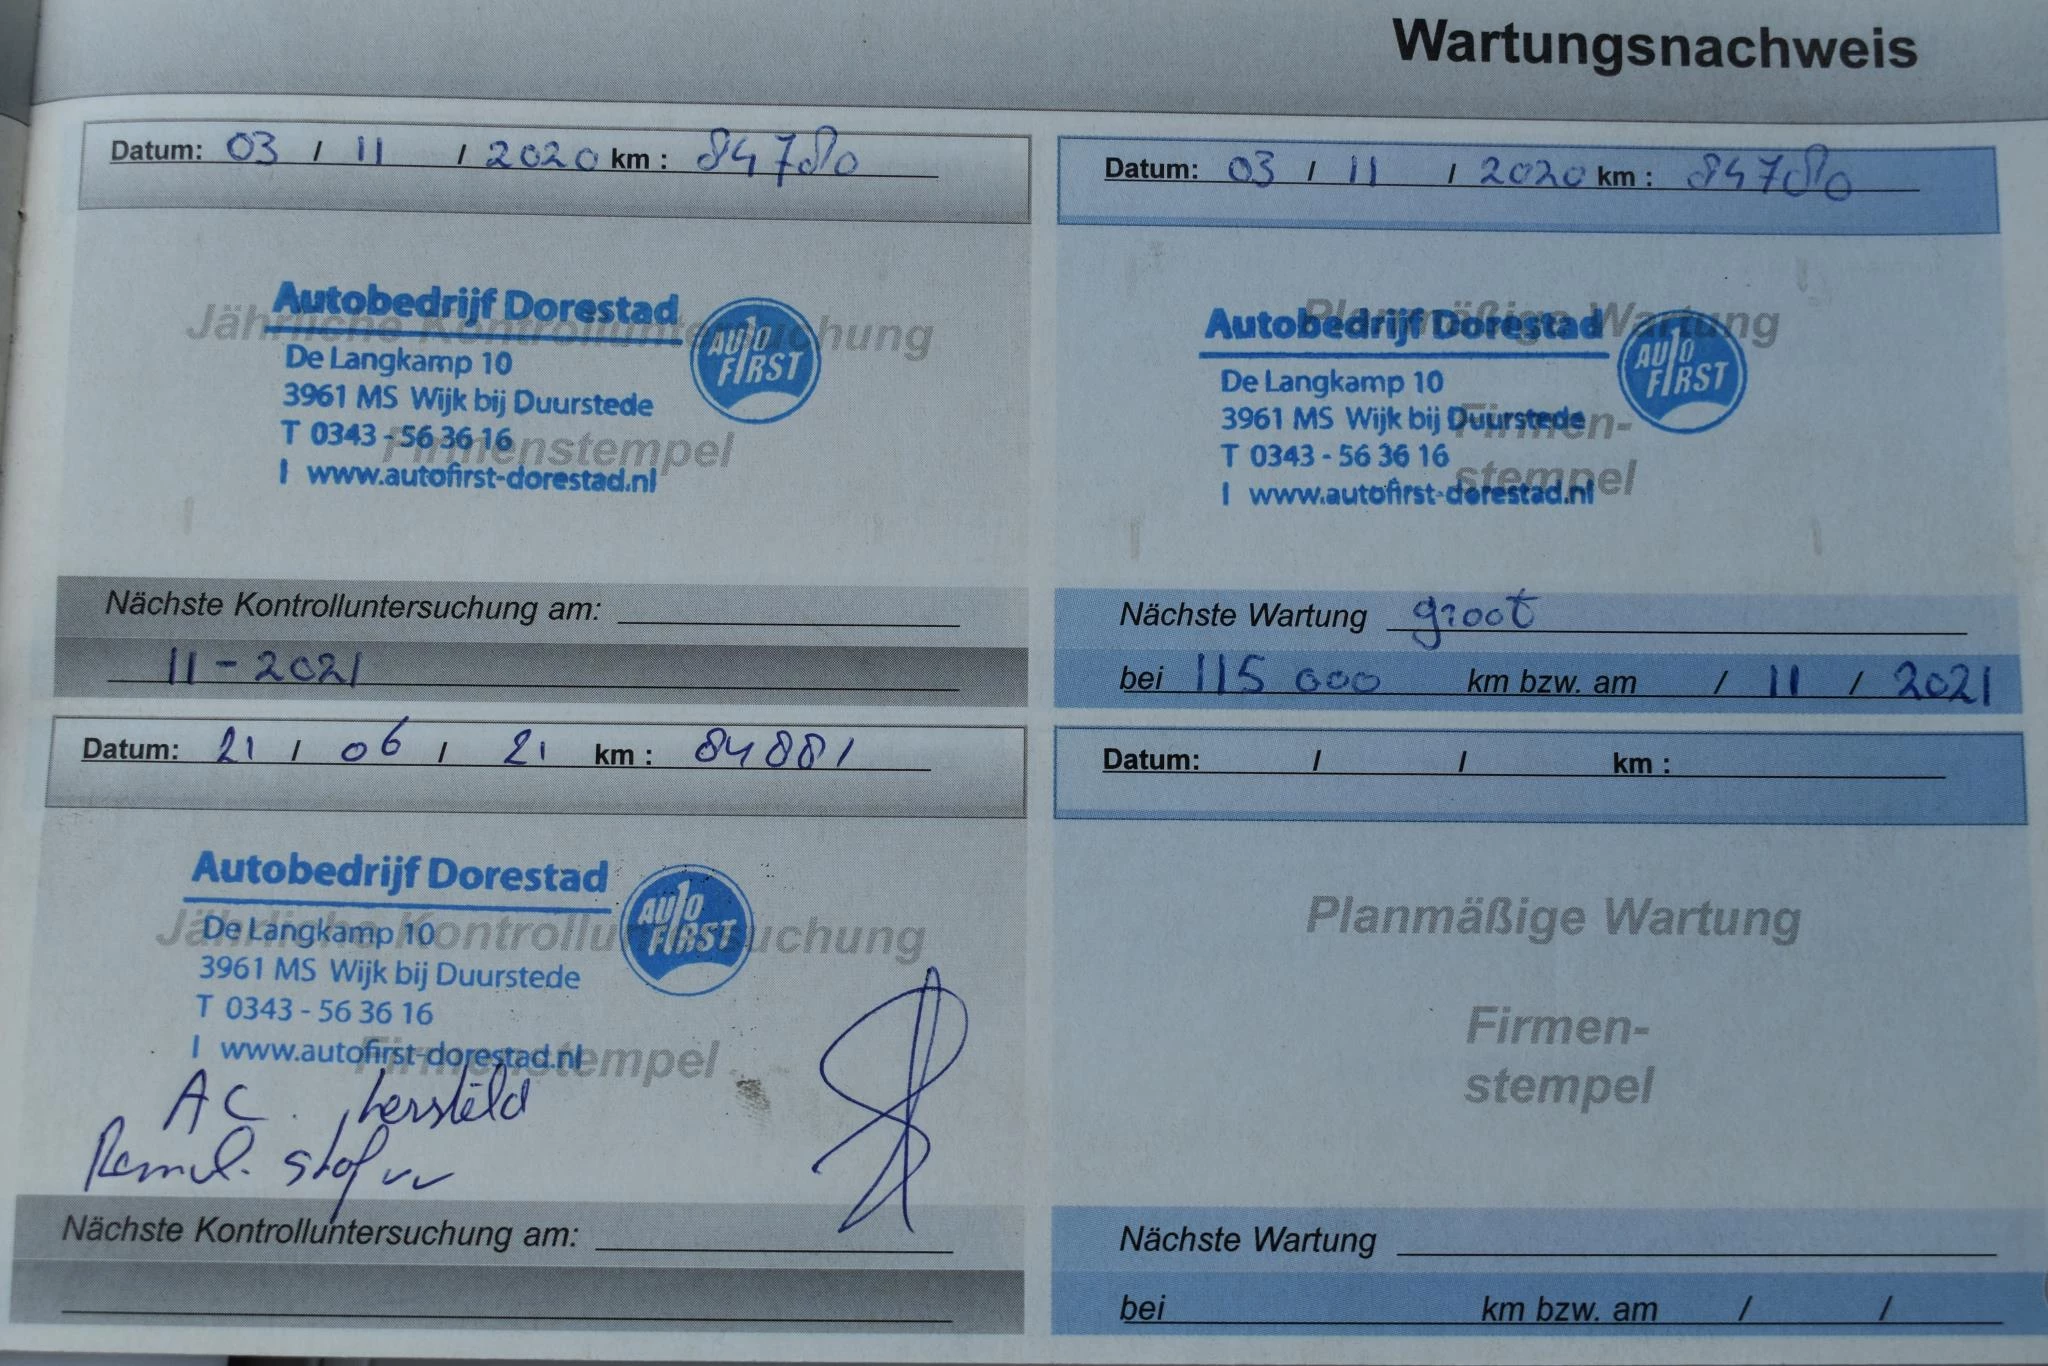 Wartungsnachweis
Datum: 03 / 11 / 2020 km : 84780
Jährliche Kontrolluntersuchung
Firmenstempel
Autobedrijf Dorestad
AUTO FIRST
De Langkamp 10
3961 MS Wijk bij Duurstede
T 0343 - 56 36 16
I www.autofirst-dorestad.nl
Nächste Kontrolluntersuchung am:
11 - 2021
Datum: 03 / 11 / 2020 km : 84780
Planmäßige Wartung
Firmen-
stempel
Autobedrijf Dorestad
AUTO FIRST
De Langkamp 10
3961 MS Wijk bij Duurstede
T 0343 - 56 36 16
I www.autofirst-dorestad.nl
Nächste Wartung groot
bei 115 000 km bzw. am / 11 / 2021
Datum: 21 / 06 / 21 km : 84881
Jährliche Kontrolluntersuchung
Firmenstempel
Autobedrijf Dorestad
AUTO FIRST
De Langkamp 10
3961 MS Wijk bij Duurstede
T 0343 - 56 36 16
I www.autofirst-dorestad.nl
AC. hersteld
Nächste Kontrolluntersuchung am:
Datum: / / km :
Planmäßige Wartung
Firmen-
stempel
Nächste Wartung
bei km bzw. am / /